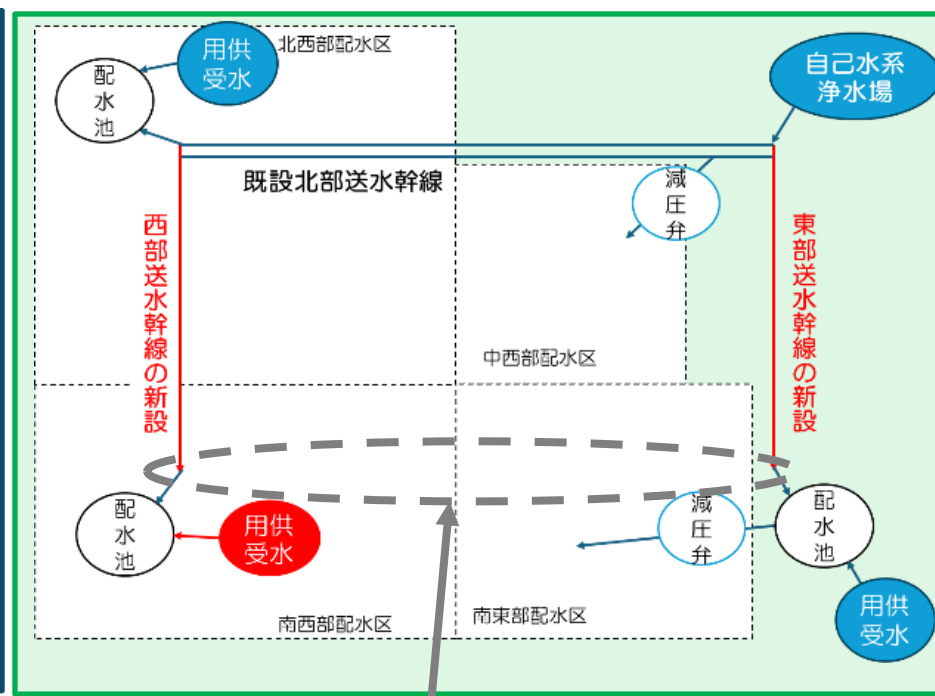 北西部配水区
用供
受水
配水池
自己水系
浄水場
既設北部送水幹線
減圧弁
西部送水幹線の新設
東部送水幹線の新設
中西部配水区
配水池
用供
受水
減圧弁
配水池
南西部配水区
南東部配水区
用供
受水